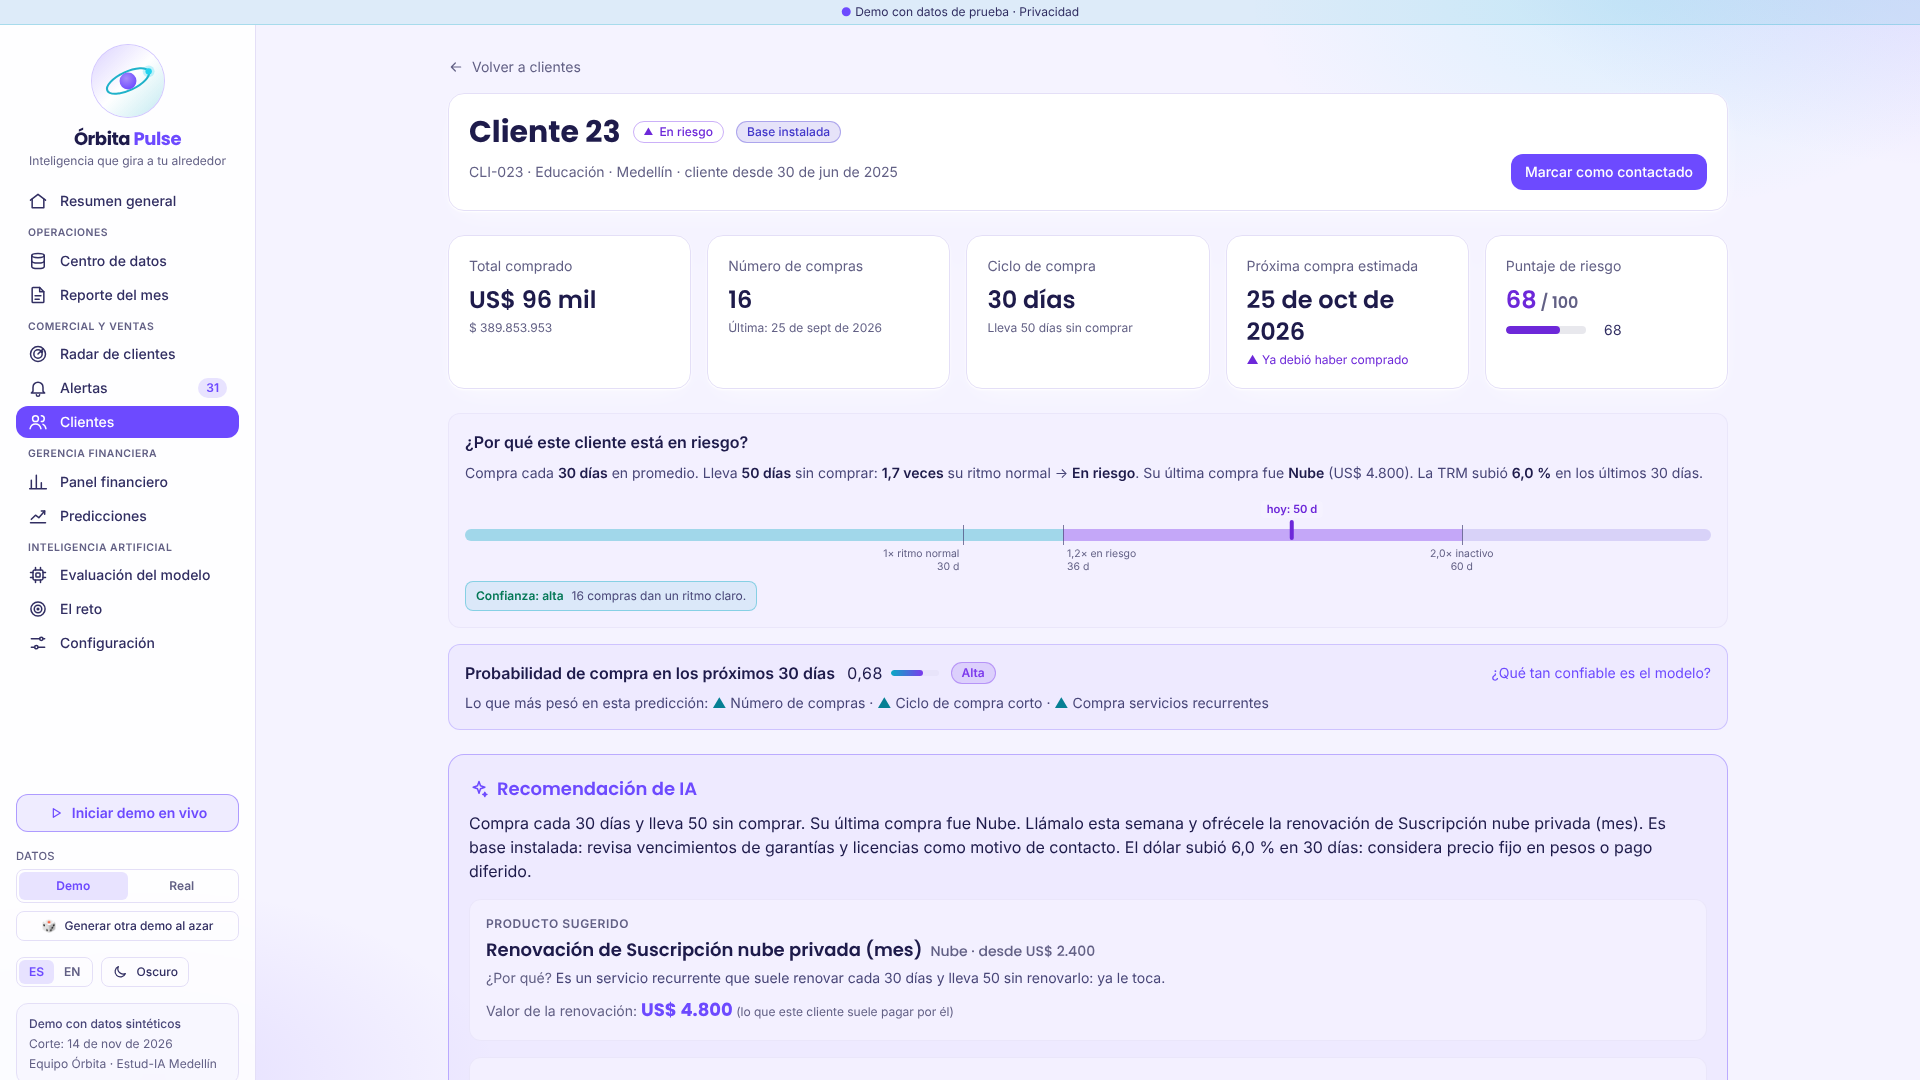 Demo con datos de prueba · Privacidad
Órbita Pulse
Inteligencia que gira a tu alrededor
Resumen general
OPERACIONES
Centro de datos
Reporte del mes
COMERCIAL Y VENTAS
Radar de clientes
Alertas 31
Clientes
GERENCIA FINANCIERA
Panel financiero
Predicciones
INTELIGENCIA ARTIFICIAL
Evaluación del modelo
El reto
Configuración
Iniciar demo en vivo
DATOS
Demo Real
Generar otra demo al azar
ES EN Oscuro
Demo con datos sintéticos
Corte: 14 de nov de 2026
Equipo Órbita · Estud-IA Medellín
← Volver a clientes
Cliente 23 ▲ En riesgo Base instalada
CLI-023 · Educación · Medellín · cliente desde 30 de jun de 2025
Marcar como contactado
Total comprado
US$ 96 mil
$ 389.853.953
Número de compras
16
Última: 25 de sept de 2026
Ciclo de compra
30 días
Lleva 50 días sin comprar
Próxima compra estimada
25 de oct de
2026
▲ Ya debió haber comprado
Puntaje de riesgo
68 / 100
68
¿Por qué este cliente está en riesgo?
Compra cada 30 días en promedio. Lleva 50 días sin comprar: 1,7 veces su ritmo normal → En riesgo. Su última compra fue Nube (US$ 4.800). La TRM subió 6,0 % en los últimos 30 días.
hoy: 50 d
1× ritmo normal
30 d
1,2× en riesgo
36 d
2,0× inactivo
60 d
Confianza: alta 16 compras dan un ritmo claro.
Probabilidad de compra en los próximos 30 días 0,68 Alta
¿Qué tan confiable es el modelo?
Lo que más pesó en esta predicción: ▲ Número de compras · ▲ Ciclo de compra corto · ▲ Compra servicios recurrentes
Recomendación de IA
Compra cada 30 días y lleva 50 sin comprar. Su última compra fue Nube. Llámalo esta semana y ofrécele la renovación de Suscripción nube privada (mes). Es
base instalada: revisa vencimientos de garantías y licencias como motivo de contacto. El dólar subió 6,0 % en 30 días: considera precio fijo en pesos o pago
diferido.
PRODUCTO SUGERIDO
Renovación de Suscripción nube privada (mes) Nube · desde US$ 2.400
¿Por qué? Es un servicio recurrente que suele renovar cada 30 días y lleva 50 sin renovarlo: ya le toca.
Valor de la renovación: US$ 4.800 (lo que este cliente suele pagar por él)